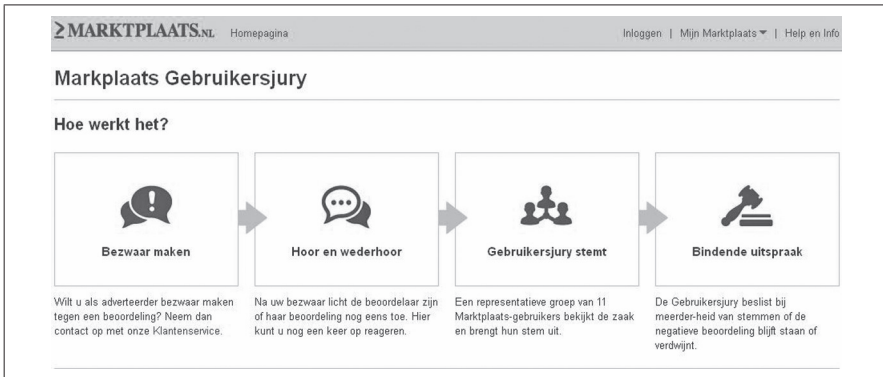 MARKTPLAATS.NL Homepagina Inloggen | Mijn Marktplaats | Help en Info
Markplaats Gebruikersjury
Hoe werkt het?
Bezwaar maken
Wilt u als adverteerder bezwaar maken
tegen een beoordeling? Neem dan
contact op met onze Klantenservice.
Hoor en wederhoor
Na uw bezwaar licht de beoordelaar zijn
of haar beoordeling nog eens toe. Hier
kunt u nog een keer op reageren.
Gebruikersjury stemt
Een representatieve groep van 11
Marktplaats-gebruikers bekijkt de zaak
en brengt hun stem uit.
Bindende uitspraak
De Gebruikersjury beslist bij
meerder-heid van stemmen of de
negatieve beoordeling blijft staan of
verdwijnt.